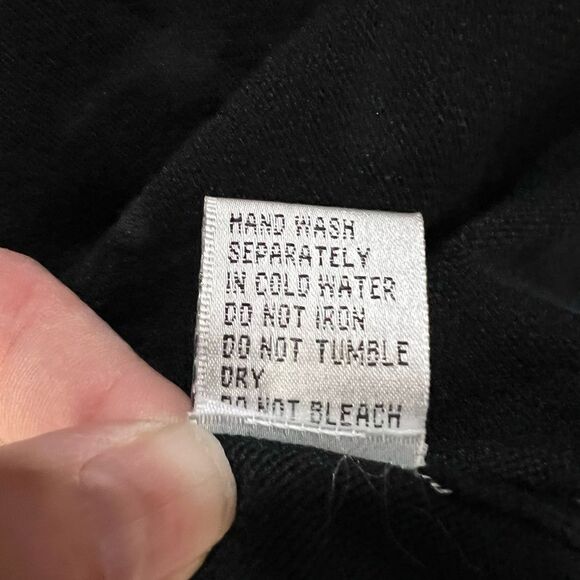 HAND WASH
SEPARATELY
IN COLD WATER
DO NOT IRON
DO NOT TUMBLE
DRY
DO NOT BLEACH